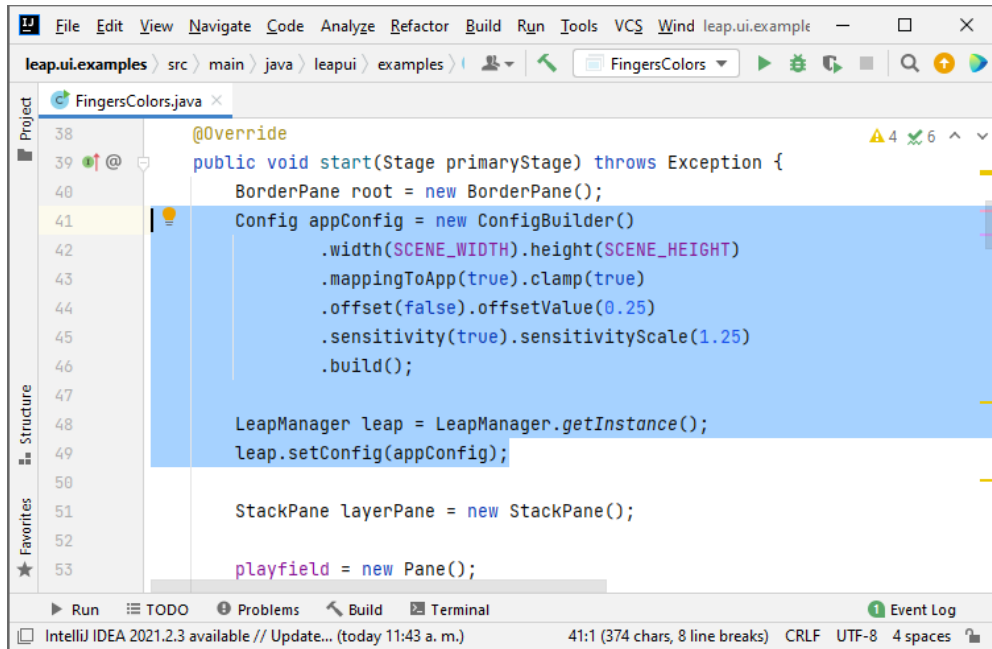 File Edit View Navigate Code Analyze Refactor Build Run Tools VCS Wind leap.ui.example
leap.ui.examples src main java leapui examples FingersColors
Project
Structure
Favorites
FingersColors.java
4 6
38 @Override
39 @ public void start(Stage primaryStage) throws Exception {
40 BorderPane root = new BorderPane();
41 Config appConfig = new ConfigBuilder()
42 .width(SCENE_WIDTH).height(SCENE_HEIGHT)
43 .mappingToApp(true).clamp(true)
44 .offset(false).offsetValue(0.25)
45 .sensitivity(true).sensitivityScale(1.25)
46 .build();
47
48 LeapManager leap = LeapManager.getInstance();
49 leap.setConfig(appConfig);
50
51 StackPane layerPane = new StackPane();
52
53 playfield = new Pane();
Run TODO Problems Build Terminal 1 Event Log
IntelliJ IDEA 2021.2.3 available // Update... (today 11:43 a. m.) 41:1 (374 chars, 8 line breaks) CRLF UTF-8 4 spaces